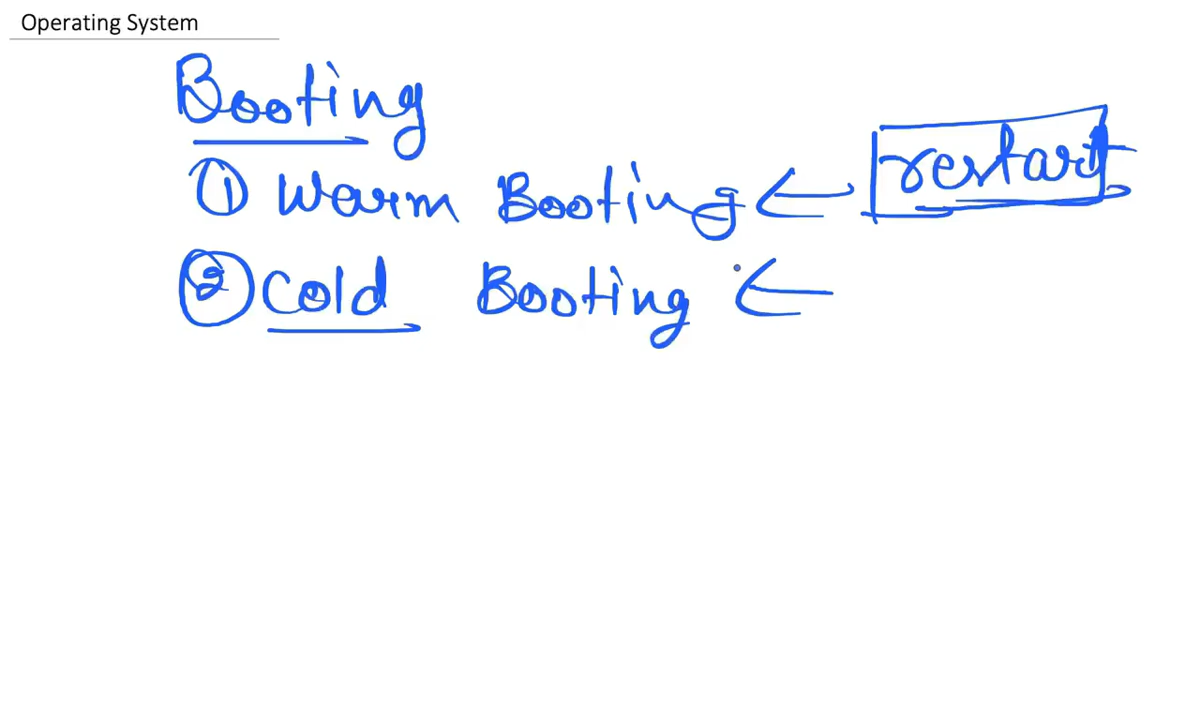 Operating System
Booting
① Warm Booting ← restart
② Cold Booting ←